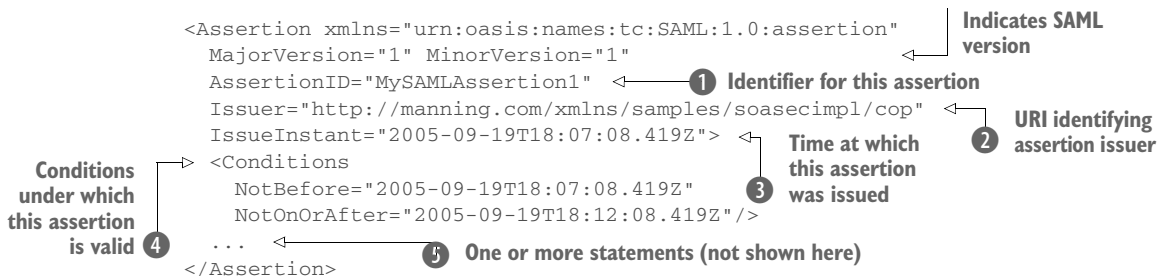 <Assertion xmlns="urn:oasis:names:tc:SAML:1.0:assertion"
Indicates SAML
version
MajorVersion="1" MinorVersion="1"
AssertionID="MySAMLAssertion1"
1 Identifier for this assertion
Issuer="http://manning.com/xmlns/samples/soasecimpl/cop"
2 URI identifying
assertion issuer
IssueInstant="2005-09-19T18:07:08.419Z">
3 Time at which
this assertion
was issued
Conditions
under which
this assertion
is valid 4
<Conditions
NotBefore="2005-09-19T18:07:08.419Z"
NotOnOrAfter="2005-09-19T18:12:08.419Z"/>
...
5 One or more statements (not shown here)
</Assertion>